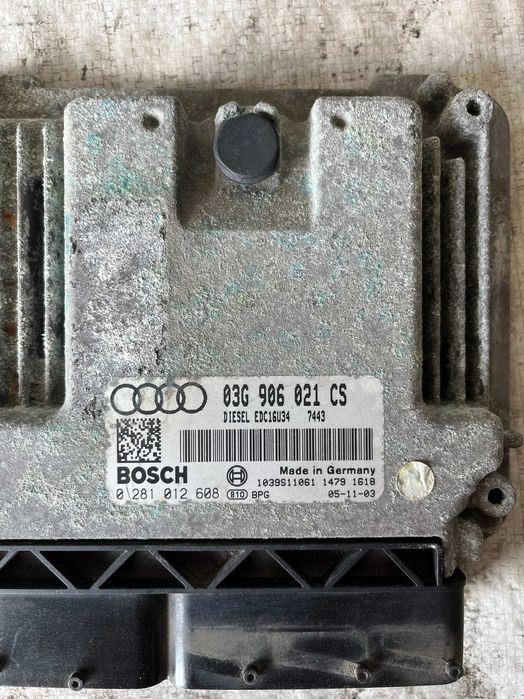 03G 906 021 CS
DIESEL EDC16U34 7443
BOSCH
Made in Germany
1039S11061 1479 1618
0 281 012 608 810 BPG 05-11-03